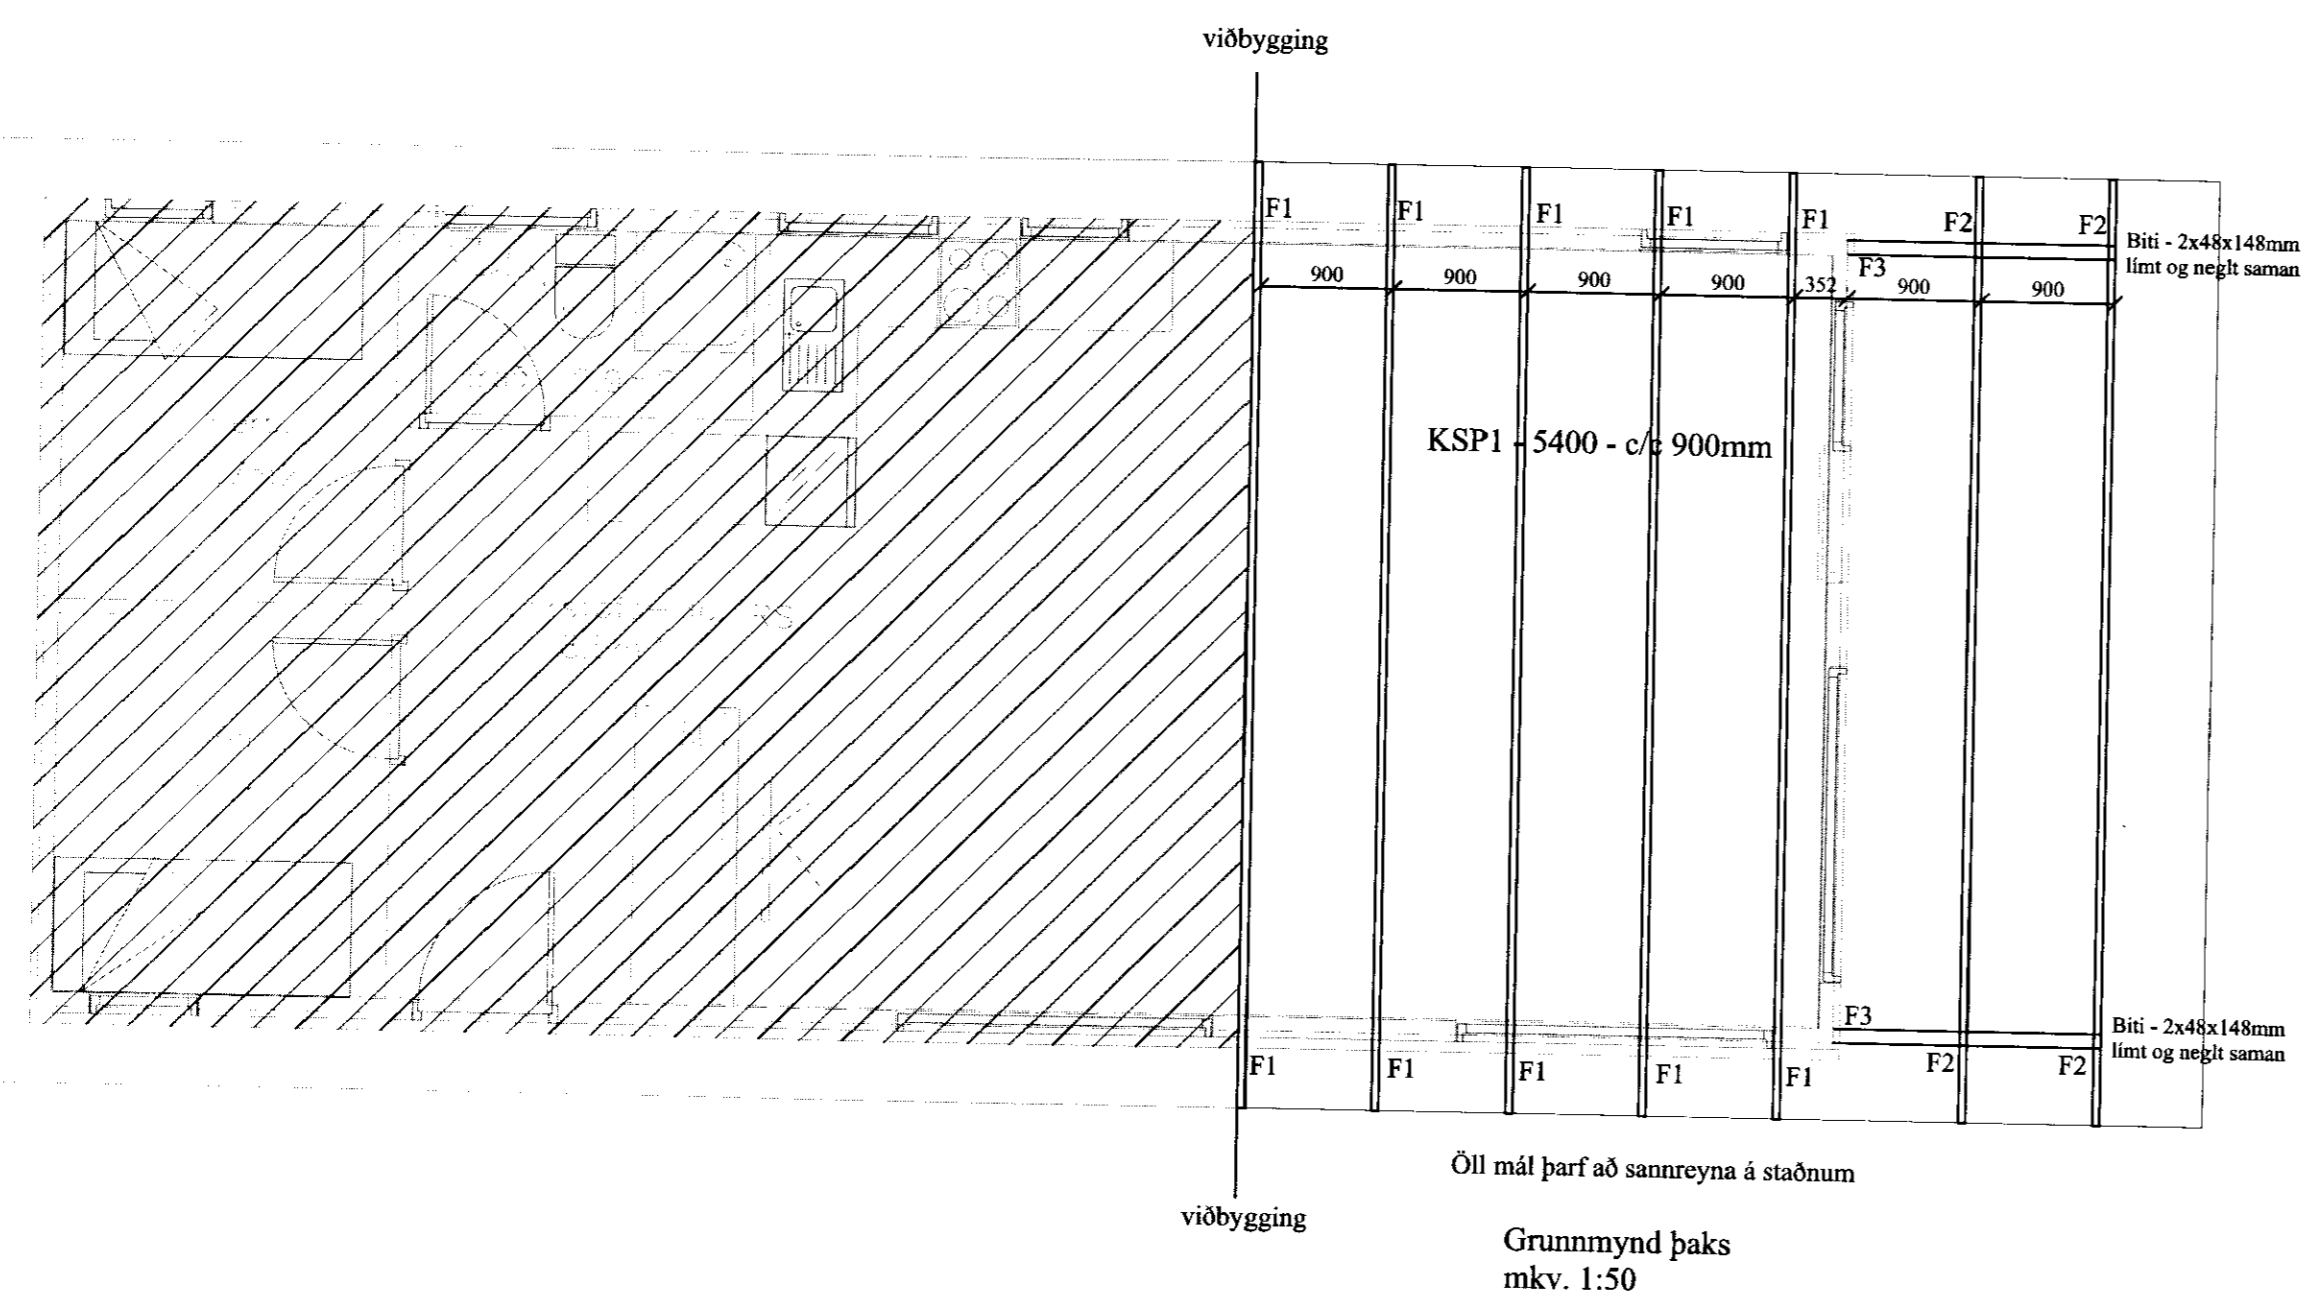 viðbygging
F1
F1
F1
F1
F1
F2
F2
Biti - 2x48x148mm
límt og neglt saman
F3
900
900
900
900
352
900
900
KSP1 - 5400 - c/c 900mm
F3
Biti - 2x48x148mm
límt og neglt saman
F1
F1
F1
F1
F1
F2
F2
Öll mál þarf að sannreyna á staðnum
viðbygging
Grunnmynd þaks
mkv. 1:50